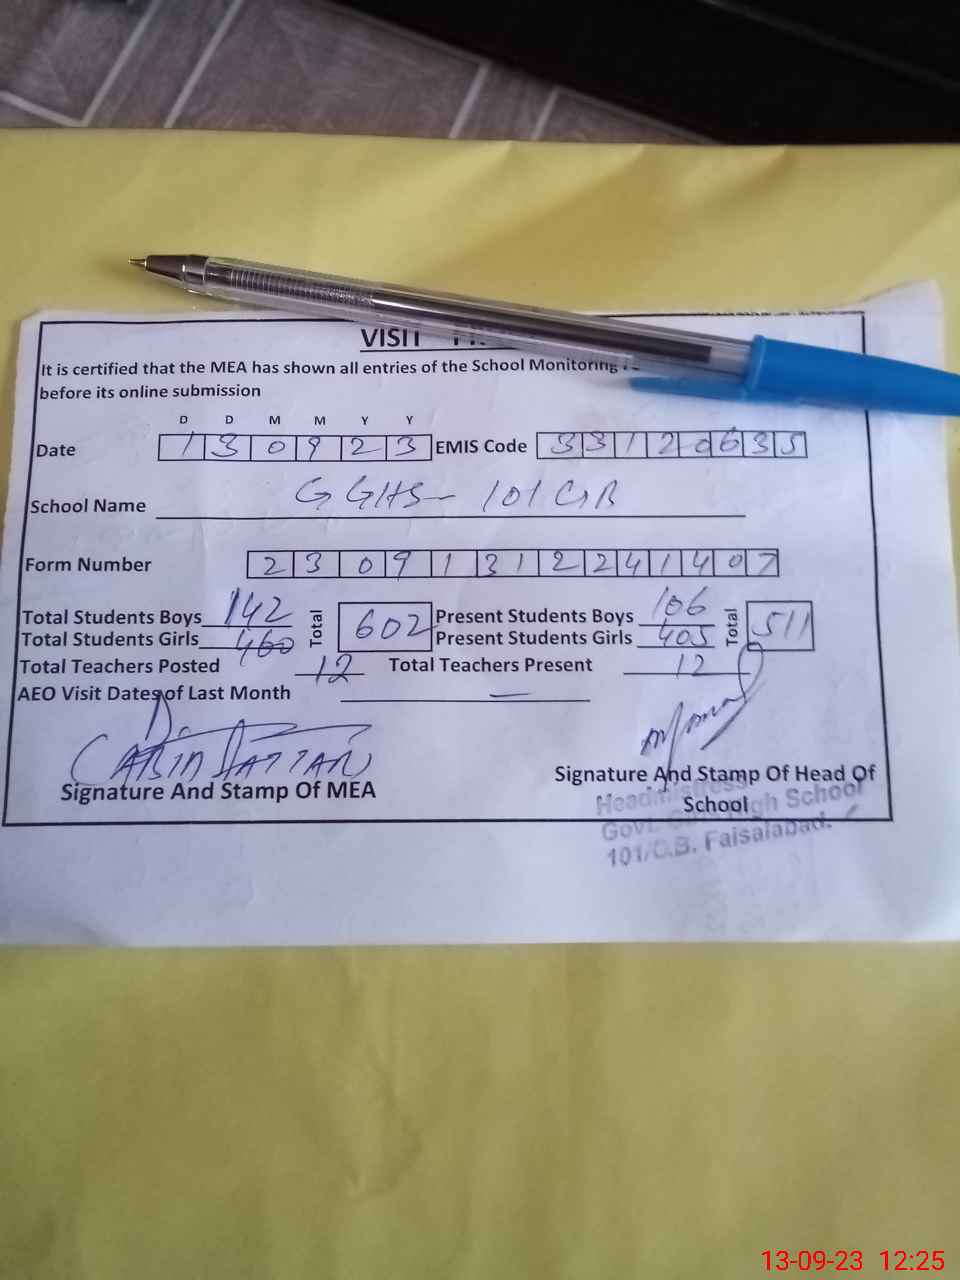 VISIT
It is certified that the MEA has shown all entries of the School Monitoring
before its online submission
D D M M Y Y
Date 1 3 0 9 2 3 EMIS Code 3 3 1 2 0 6 3 5
School Name GGHS- 101 GB
Form Number 2 3 0 9 1 3 1 2 2 4 1 4 0 7
Total Students Boys 142 Total 602 Present Students Boys 106 Total 511
Total Students Girls 460 Present Students Girls 405
Total Teachers Posted 12 Total Teachers Present 12
AEO Visit Dates of Last Month —
Signature And Stamp Of MEA
Signature And Stamp Of Head Of
School
Headmistress
Govt. Girls High School
101/G.B. Faisalabad.
13-09-23 12:25